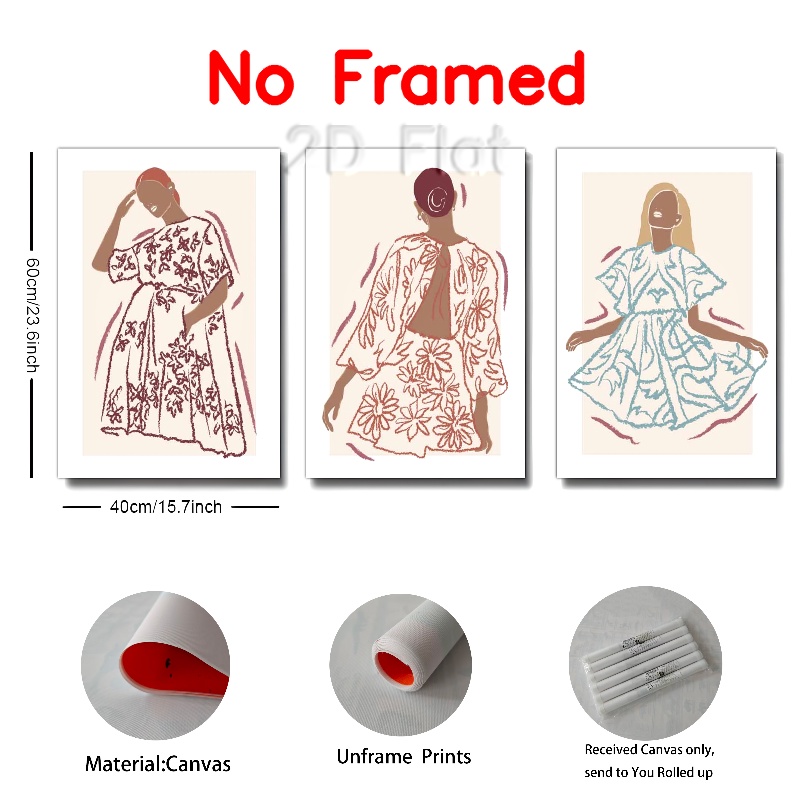 No Framed
2D Flat
60cm/23.6inch
40cm/15.7inch
Material:Canvas
Unframe Prints
Received Canvas only,
send to You Rolled up